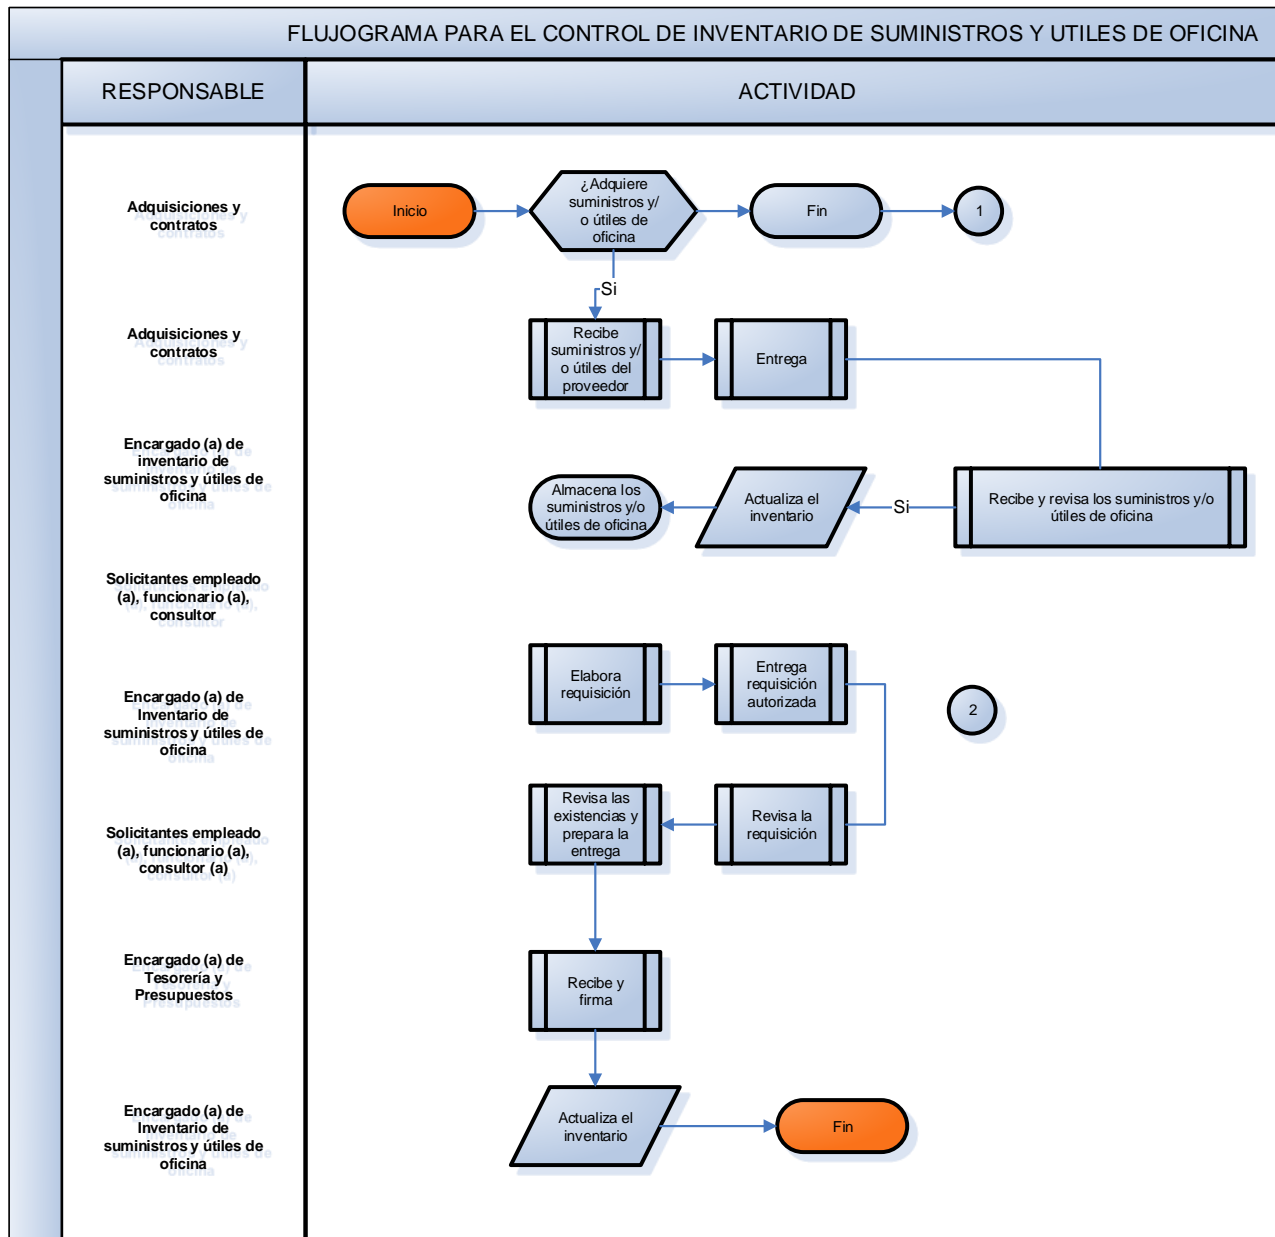 FLUJOGRAMA PARA EL CONTROL DE INVENTARIO DE SUMINISTROS Y UTILES DE OFICINA
RESPONSABLE
ACTIVIDAD
Adquisiciones y
contratos
Inicio
¿Adquiere
suministros y/
o útiles de
oficina
Fin
1
Si
Adquisiciones y
contratos
Recibe
suministros y/
o útiles del
proveedor
Entrega
Encargado (a) de
inventario de
suministros y útiles de
oficina
Almacena los
suministros y/o
útiles de oficina
Actualiza el
inventario
Si
Recibe y revisa los suministros y/o
útiles de oficina
Solicitantes empleado
(a), funcionario (a),
consultor
Elabora
requisición
Entrega
requisición
autorizada
2
Encargado (a) de
Inventario de
suministros y útiles de
oficina
Revisa las
existencias y
prepara la
entrega
Revisa la
requisición
Solicitantes empleado
(a), funcionario (a),
consultor (a)
Encargado (a) de
Tesorería y
Presupuestos
Recibe y
firma
Encargado (a) de
Inventario de
suministros y útiles de
oficina
Actualiza el
inventario
Fin